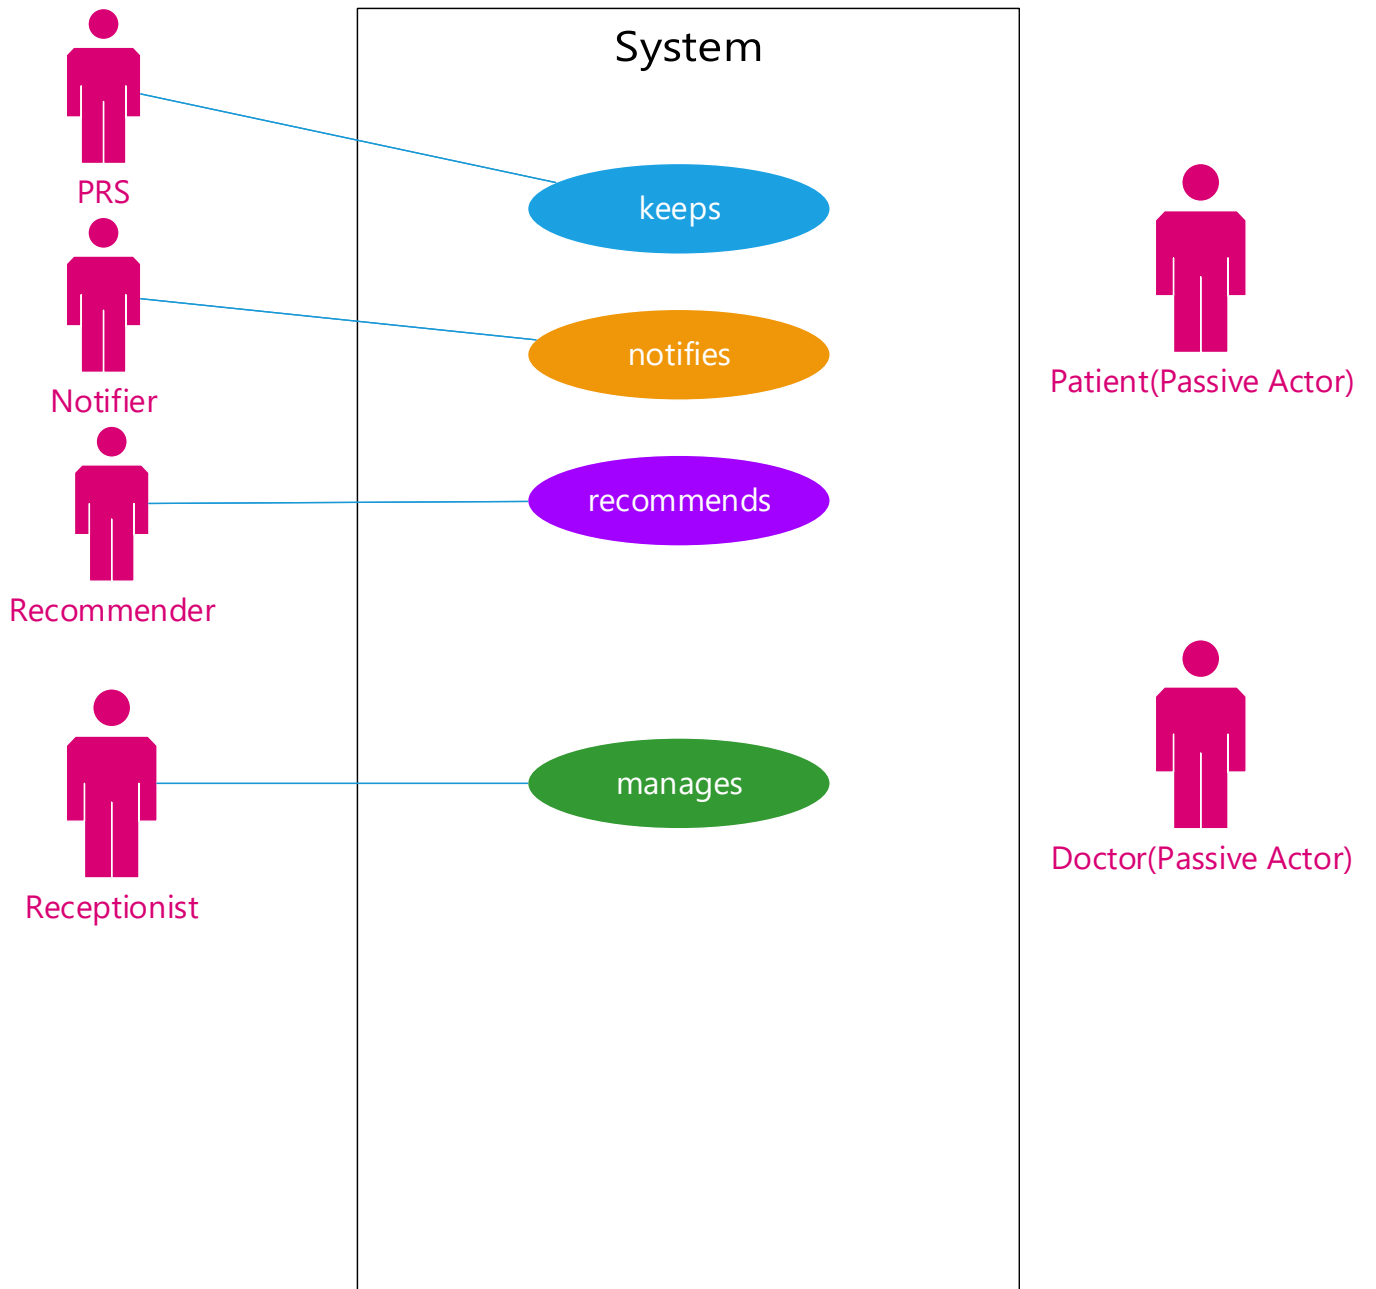 System
PRS
keeps
Notifier
notifies
Patient(Passive Actor)
Recommender
recommends
Receptionist
manages
Doctor(Passive Actor)